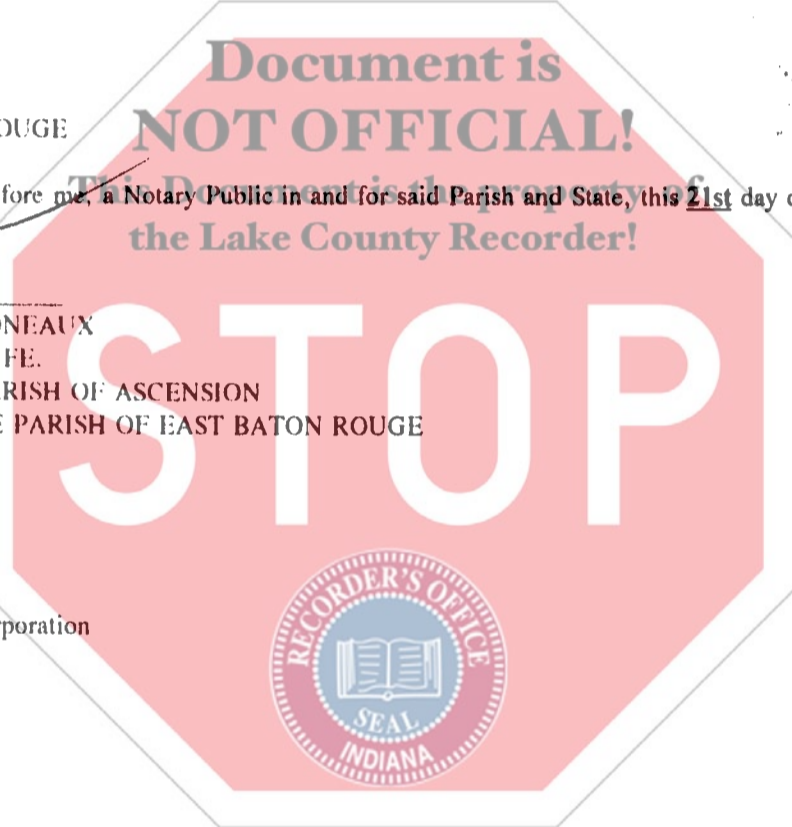 Document is
NOT OFFICIAL!
OUGE
This Document is the property of
fore me, a Notary Public in and for said Parish and State, this 21st day
the Lake County Recorder!
NEAUX
FE.
RISH OF ASCENSION
E PARISH OF EAST BATON ROUGE
STOP
poration
RECORDER'S OFFICE
SEAL
INDIANA